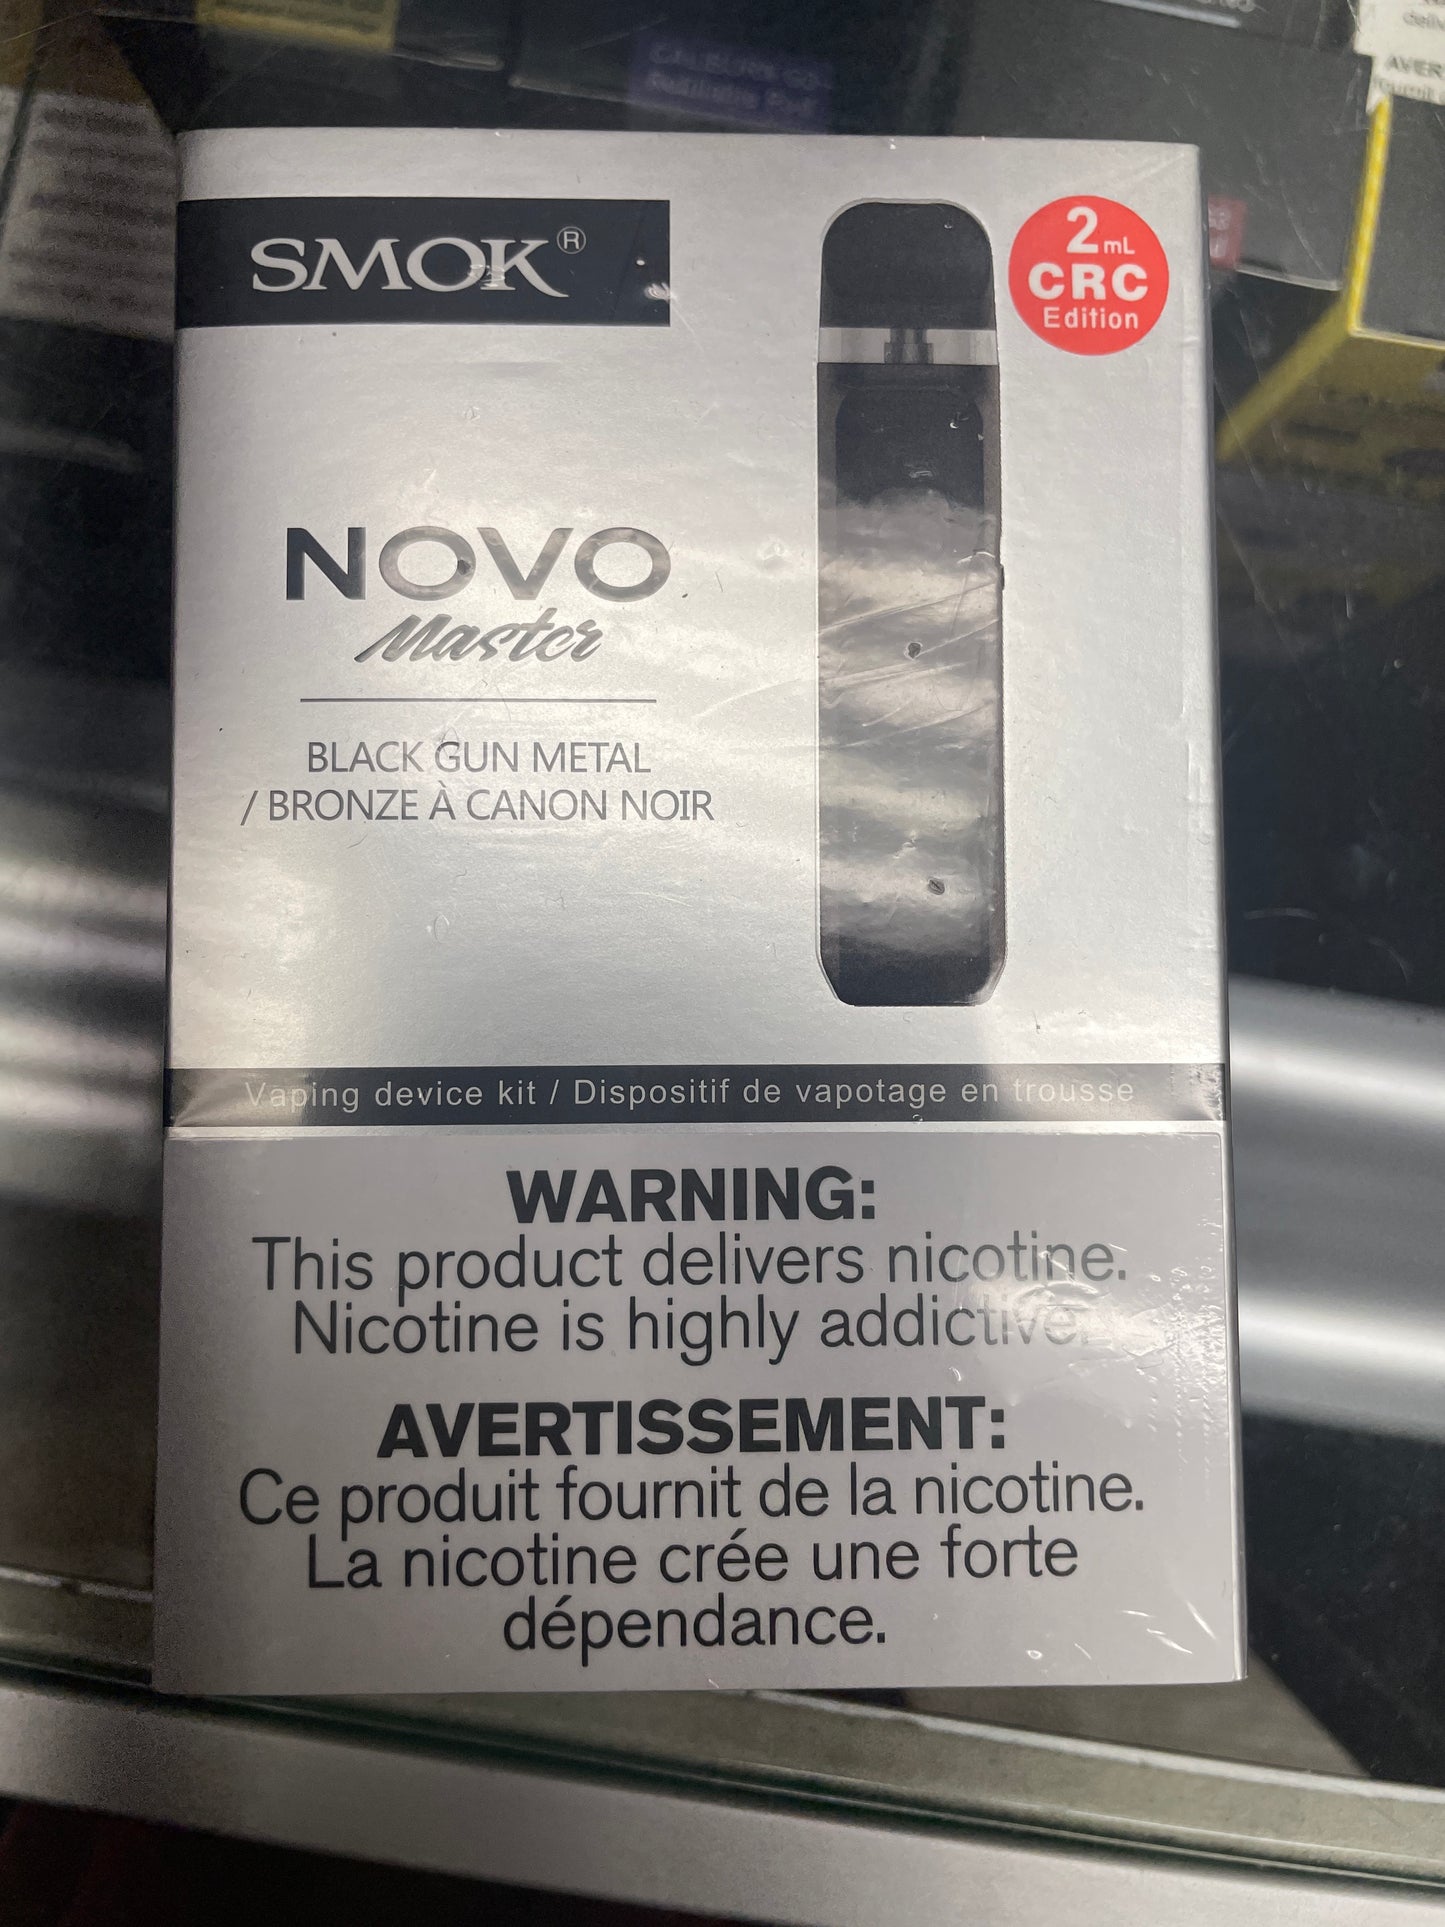 AVER
SMOK®
2mL
CRC
Edition
NOVO
Master
BLACK GUN METAL
/ BRONZE À CANON NOIR
Vaping device kit / Dispositif de vapotage en trousse
WARNING:
This product delivers nicotine.
Nicotine is highly addictive.
AVERTISSEMENT:
Ce produit fournit de la nicotine.
La nicotine crée une forte
dépendance.